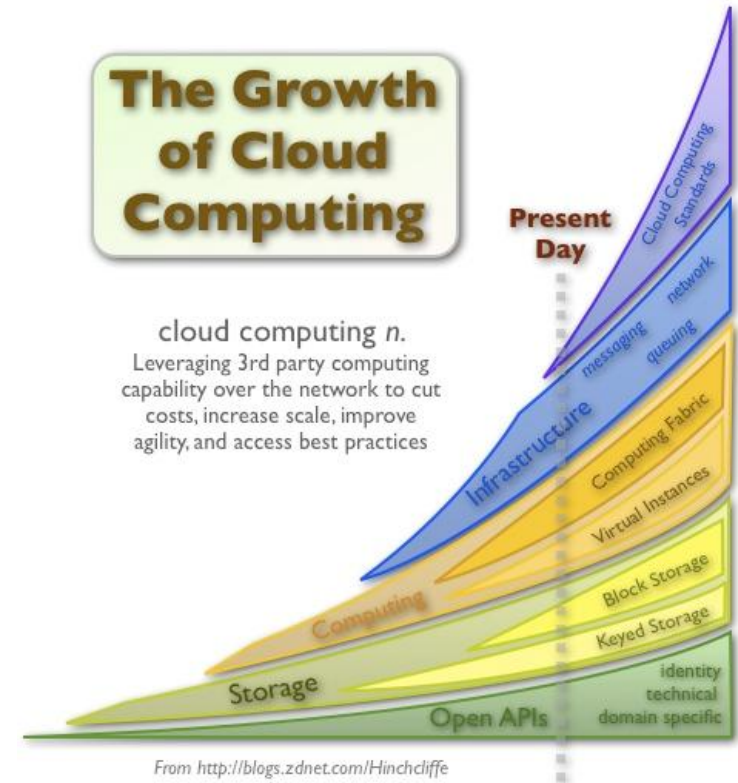 The Growth
of Cloud
Computing
Present
Day
cloud computing n.
Leveraging 3rd party computing
capability over the network to cut
costs, increase scale, improve
agility, and access best practices
Cloud Computing
Standards
network
messaging
queuing
Infrastructure
Computing Fabric
Virtual Instances
Computing
Block Storage
Keyed Storage
Storage
identity
technical
domain specific
Open APIs
From http://blogs.zdnet.com/Hinchcliffe